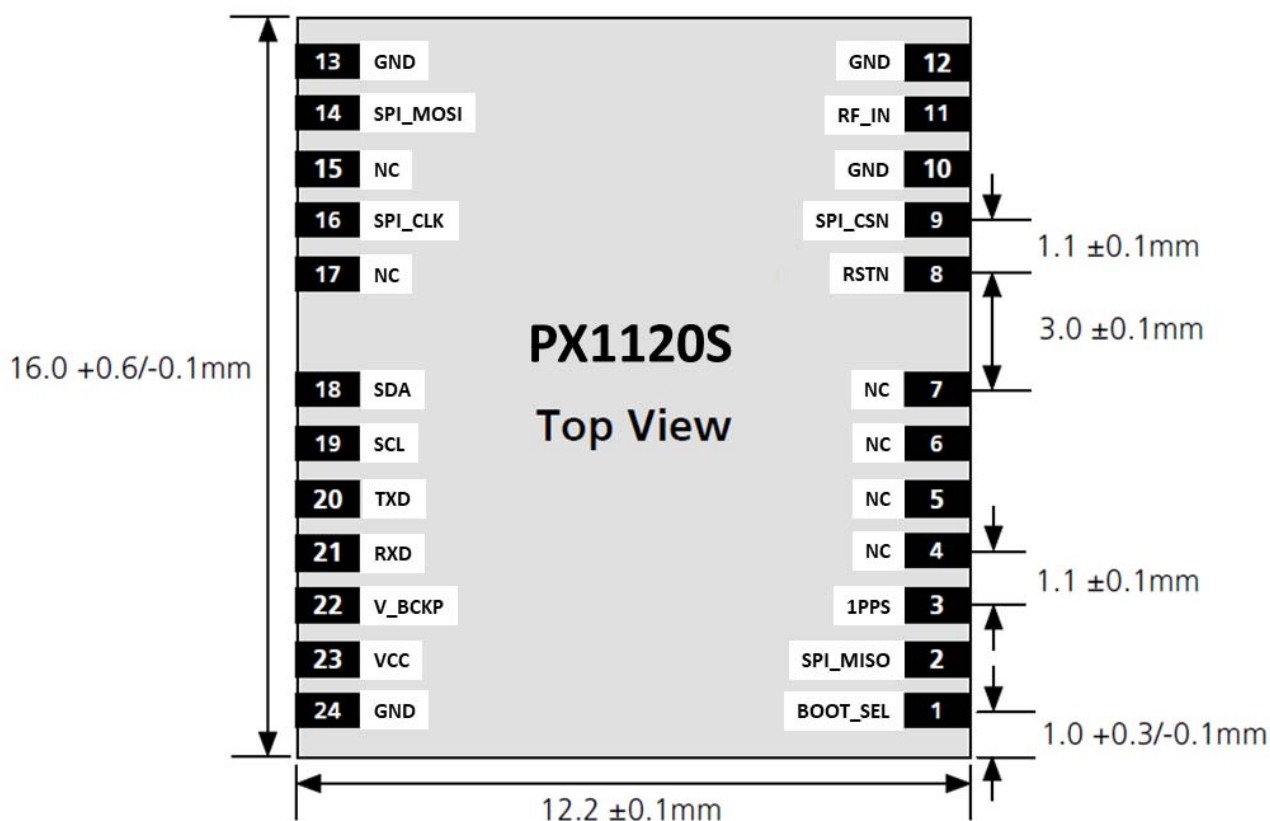 13 GND GND 12
14 SPI_MOSI RF_IN 11
15 NC GND 10
16 SPI_CLK SPI_CSN 9
1.1 ±0.1mm
17 NC RSTN 8
PX1120S
3.0 ±0.1mm
16.0 +0.6/-0.1mm
18 SDA NC 7
Top View
19 SCL NC 6
20 TXD NC 5
21 RXD NC 4
1.1 ±0.1mm
22 V_BCKP 1PPS 3
23 VCC SPI_MISO 2
24 GND BOOT_SEL 1
1.0 +0.3/-0.1mm
12.2 ±0.1mm